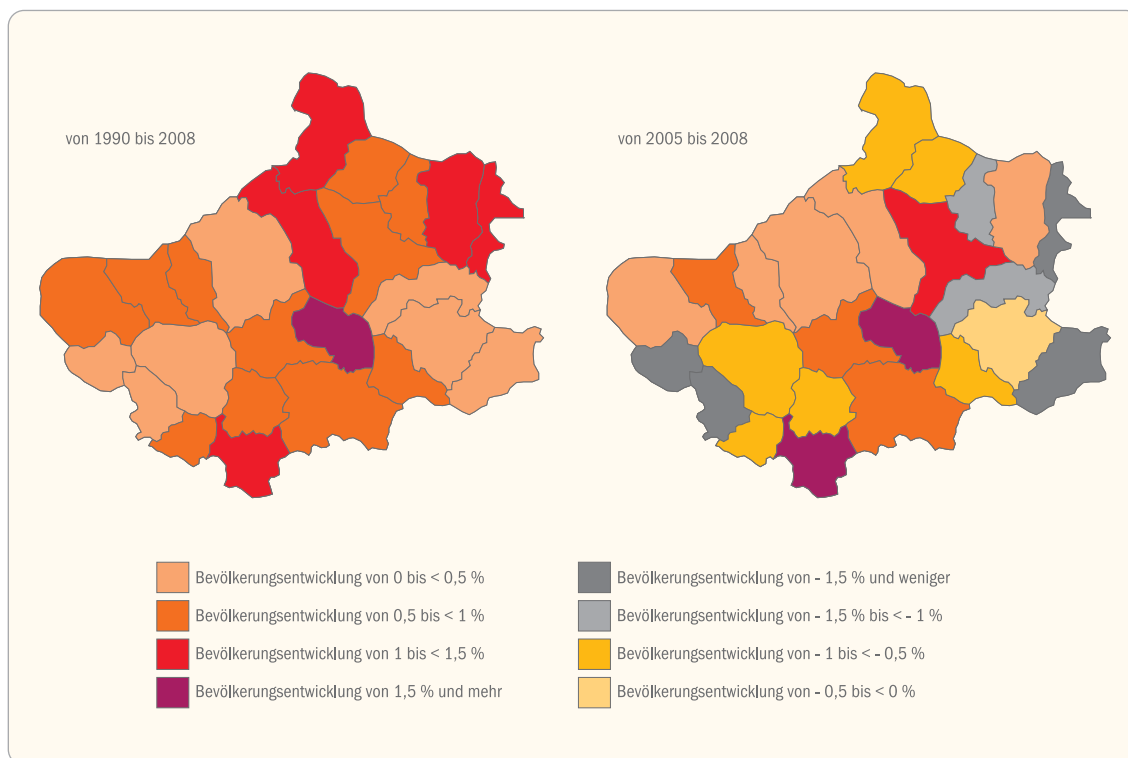 von 1990 bis 2008
von 2005 bis 2008
Bevölkerungsentwicklung von 0 bis < 0,5 %
Bevölkerungsentwicklung von 0,5 bis < 1 %
Bevölkerungsentwicklung von 1 bis < 1,5 %
Bevölkerungsentwicklung von 1,5 % und mehr
Bevölkerungsentwicklung von - 1,5 % und weniger
Bevölkerungsentwicklung von - 1,5 % bis < - 1 %
Bevölkerungsentwicklung von - 1 bis < - 0,5 %
Bevölkerungsentwicklung von - 0,5 bis < 0 %